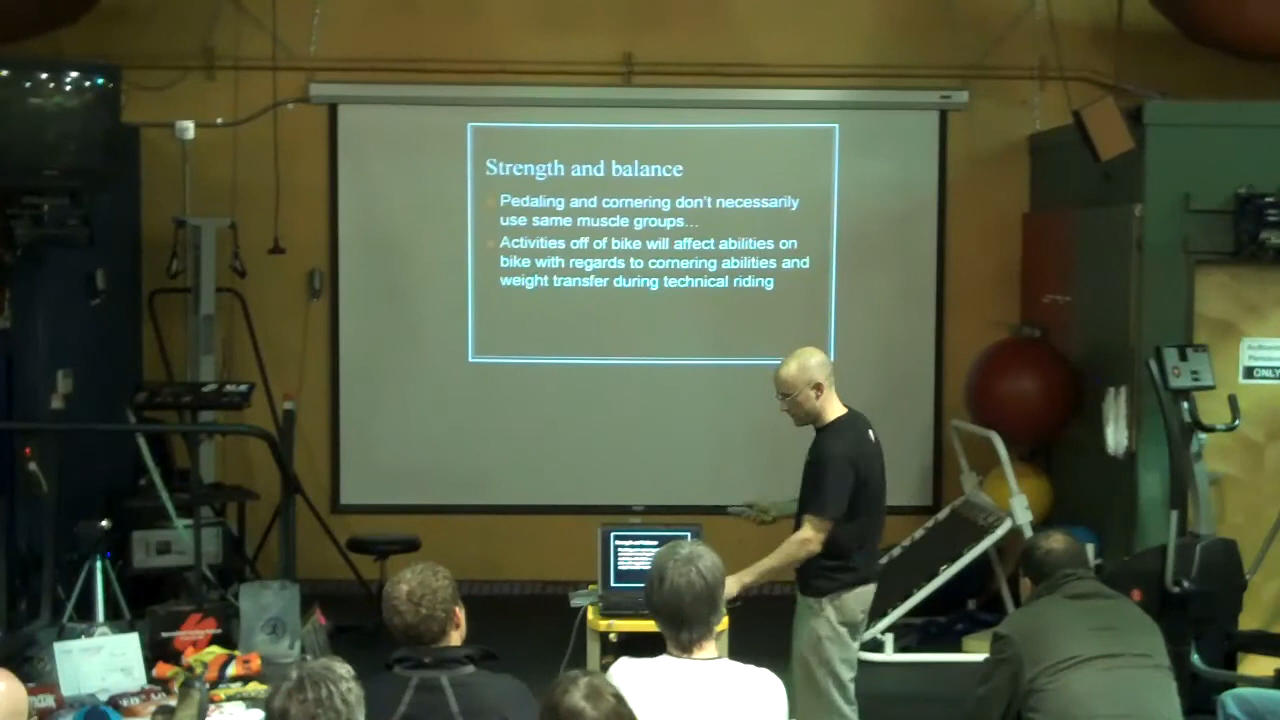 Strength and balance
Pedaling and cornering don't necessarily
use same muscle groups...
Activities off of bike will affect abilities on
bike with regards to cornering abilities and
weight transfer during technical riding
ONLY